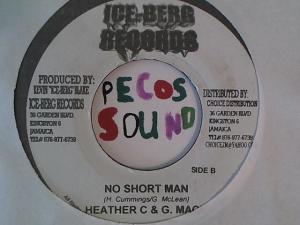 ICE-BERG
RECORDS
PRODUCED BY:
ICE-BERG RECORDS
36 GARDEN BLVD.
KINGSTON 6
JAMAICA
PECOS
SOUND
DISTRIBUTED BY:
CHOICE DISTRIBUTION
36 GARDEN BLVD.
KINGSTON 6
JAMAICA
SIDE B
NO SHORT MAN
(H. Cummings/G. McLean)
HEATHER C & G. MAC